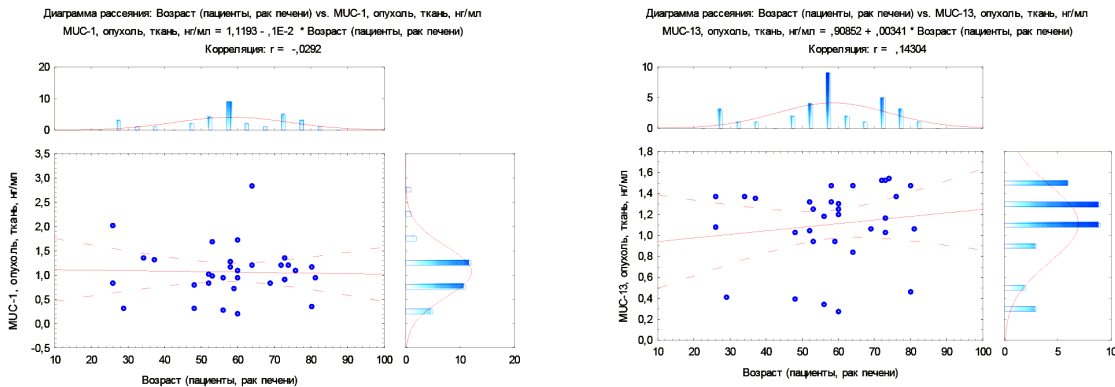 Диаграмма рассеяния: Возраст (пациенты, рак печени) vs. MUC-1, опухоль, ткань, нг/мл
MUC-1, опухоль, ткань, нг/мл = 1,1193 - ,1E-2 * Возраст (пациенты, рак печени)
Корреляция: r = -,0292
20
10
0
3,5
3,0
2,5
2,0
1,5
1,0
0,5
0,0
-0,5
MUC-1, опухоль, ткань, нг/мл
10 20 30 40 50 60 70 80 90 100
Возраст (пациенты, рак печени)
0 10 20
Диаграмма рассеяния: Возраст (пациенты, рак печени) vs. MUC-13, опухоль, ткань, нг/мл
MUC-13, опухоль, ткань, нг/мл = ,90852 + ,00341 * Возраст (пациенты, рак печени)
Корреляция: r = ,14304
10
5
0
1,8
1,6
1,4
1,2
1,0
0,8
0,6
0,4
0,2
0,0
MUC-13, опухоль, ткань, нг/мл
10 20 30 40 50 60 70 80 90 100
Возраст (пациенты, рак печени)
0 5 10